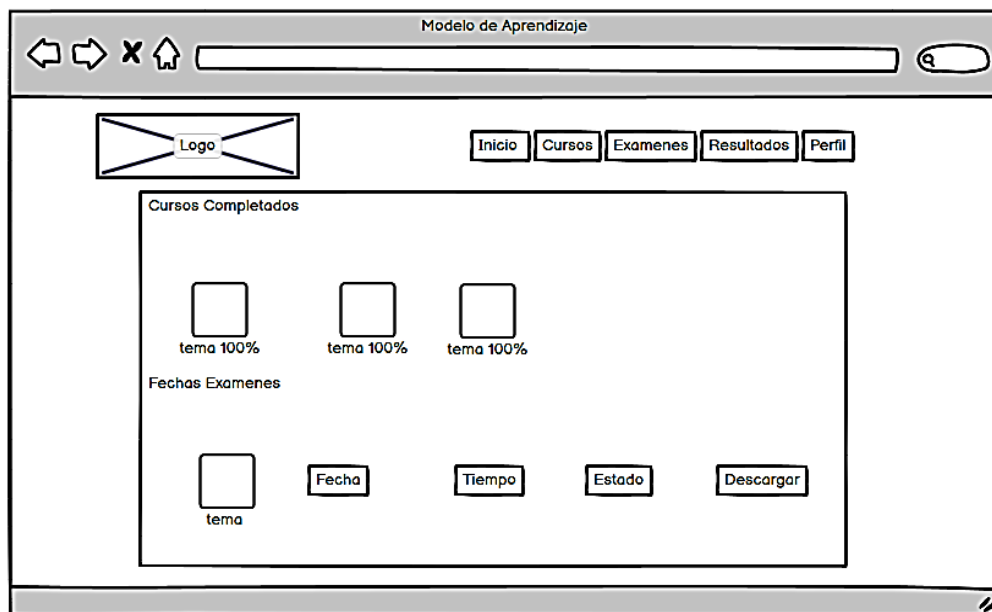 Modelo de Aprendizaje
Logo
Inicio Cursos Examenes Resultados Perfil
Cursos Completados
tema 100% tema 100% tema 100%
Fechas Examenes
Fecha Tiempo Estado Descargar
tema